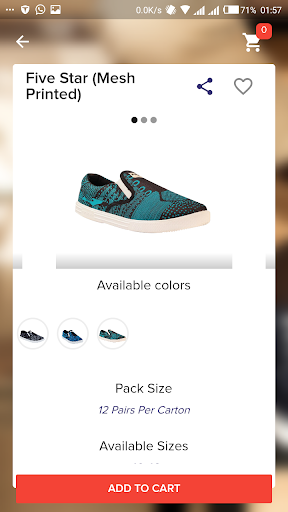 0.0K/s 71% 01:57
0
Five Star (Mesh
Printed)
Available colors
Pack Size
12 Pairs Per Carton
Available Sizes
ADD TO CART